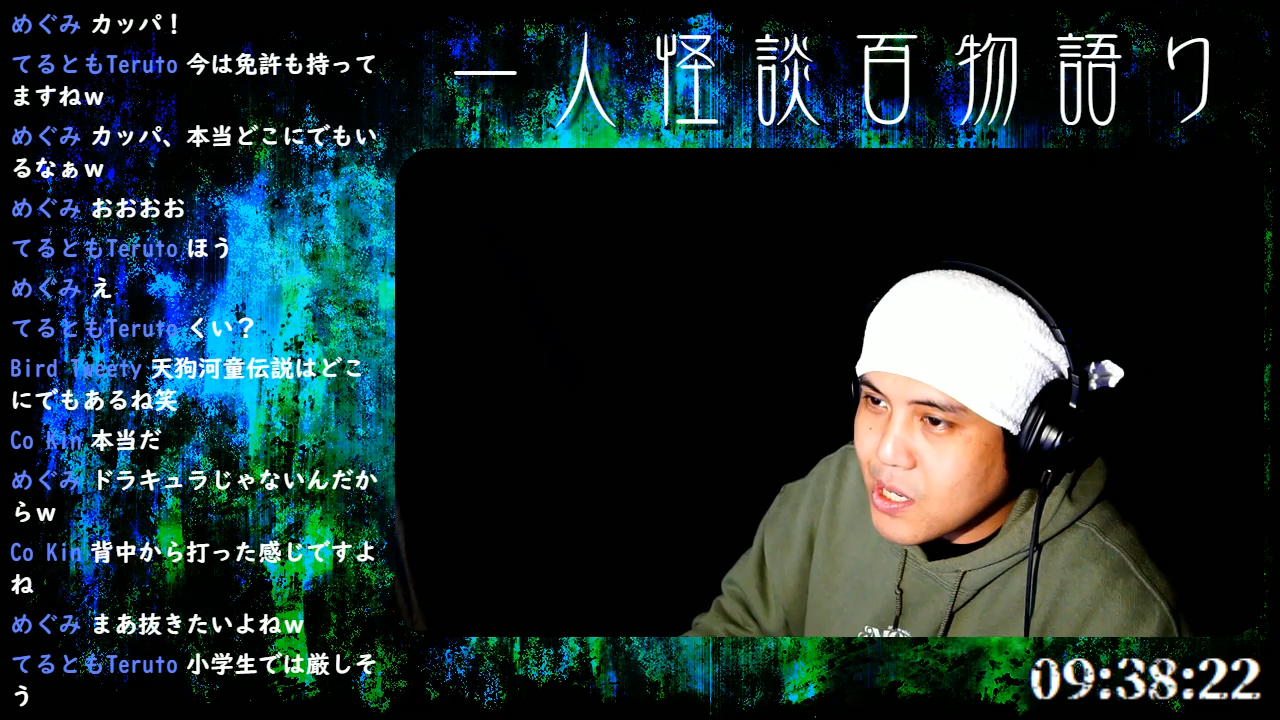 一人怪談百物語り
めぐみ カッパ！
てるともTeruto 今は免許も持って
ますねw
めぐみ カッパ、本当どこにでもい
るなぁw
めぐみ おおおお
てるともTeruto ほう
めぐみ え
てるともTeruto くい？
Bird Tweety 天狗河童伝説はどこ
にでもあるね笑
Co Kin 本当だ
めぐみ ドラキュラじゃないんだか
らw
Co Kin 背中から打った感じですよ
ね
めぐみ まあ抜きたいよねw
てるともTeruto 小学生では厳しそ
う
09:38:22